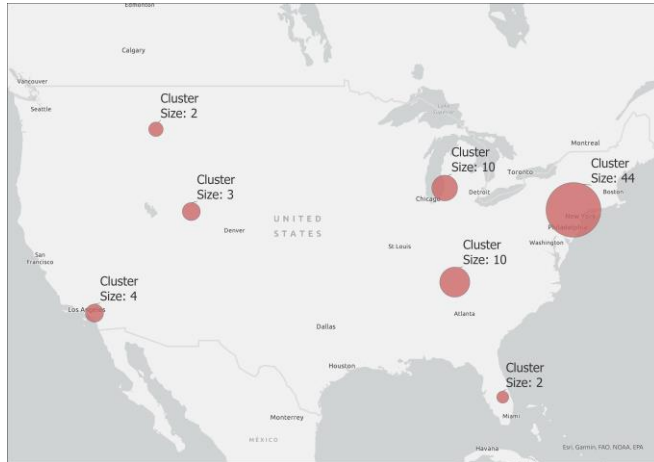 Edmonton
Calgary
Vancouver
Seattle
Cluster
Size: 2
Montreal
Cluster
Size: 10
Toronto
Cluster
Size: 44
Boston
Chicago
Detroit
New York
Philadelphia
Washington
Cluster
Size: 3
Denver
UNITED
STATES
St Louis
San
Francisco
Cluster
Size: 10
Cluster
Size: 4
Los Angeles
Atlanta
Dallas
Houston
Cluster
Size: 2
Miami
Monterrey
MÉXICO
Havana
Esri, Garmin, FAO, NOAA, EPA